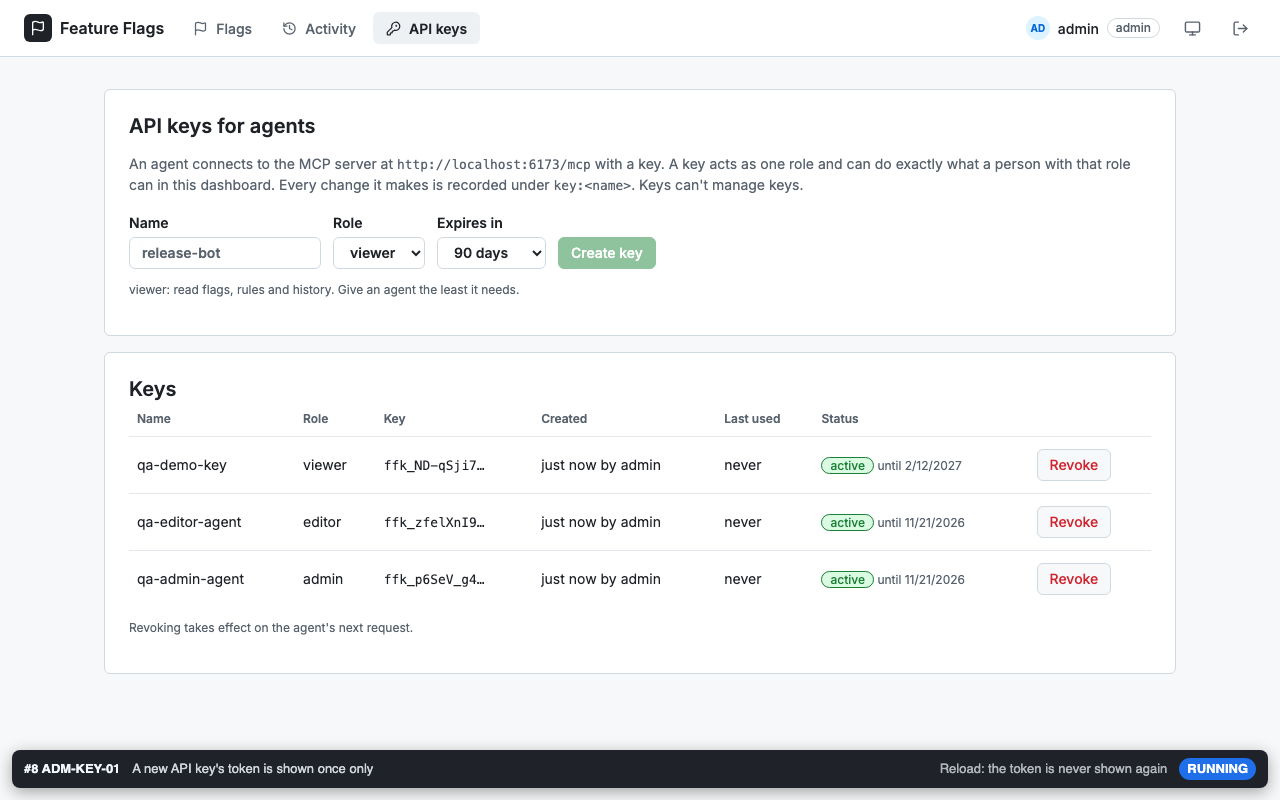 Feature Flags Flags Activity API keys AD admin admin
API keys for agents
An agent connects to the MCP server at http://localhost:6173/mcp with a key. A key acts as one role and can do exactly what a person with that role
can in this dashboard. Every change it makes is recorded under key:<name>. Keys can't manage keys.
Name Role Expires in
release-bot viewer 90 days Create key
viewer: read flags, rules and history. Give an agent the least it needs.
Keys
Name Role Key Created Last used Status
qa-demo-key viewer ffk_ND-qSji7… just now by admin never active until 2/12/2027 Revoke
qa-editor-agent editor ffk_zfelXnI9… just now by admin never active until 11/21/2026 Revoke
qa-admin-agent admin ffk_p6SeV_g4… just now by admin never active until 11/21/2026 Revoke
Revoking takes effect on the agent's next request.
#8 ADM-KEY-01 A new API key's token is shown once only Reload: the token is never shown again RUNNING